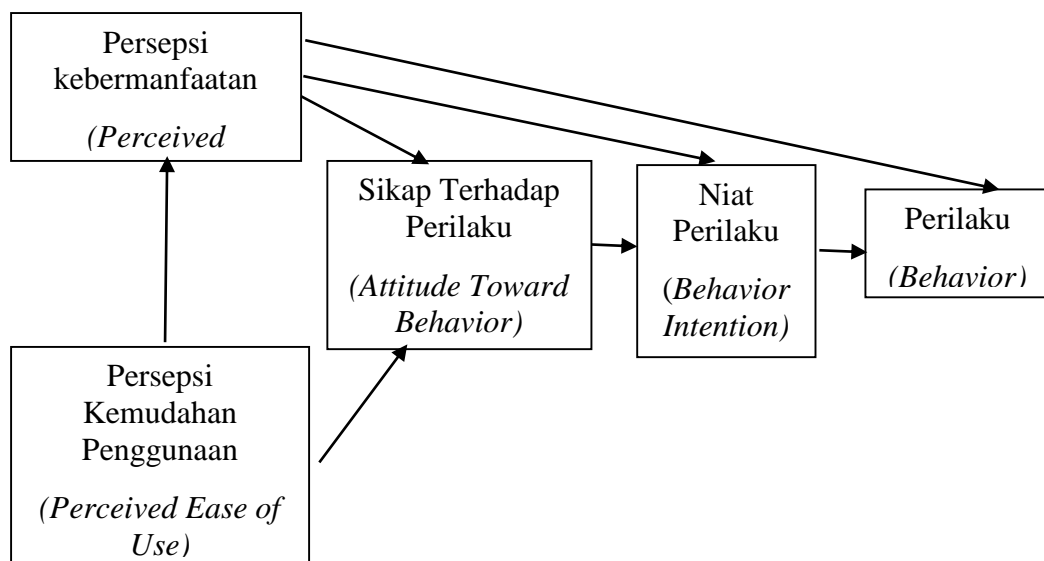 Persepsi
kebermanfaatan
(Perceived
Sikap Terhadap
Perilaku
(Attitude Toward
Behavior)
Niat
Perilaku
(Behavior
Intention)
Perilaku
(Behavior)
Persepsi
Kemudahan
Penggunaan
(Perceived Ease of
Use)